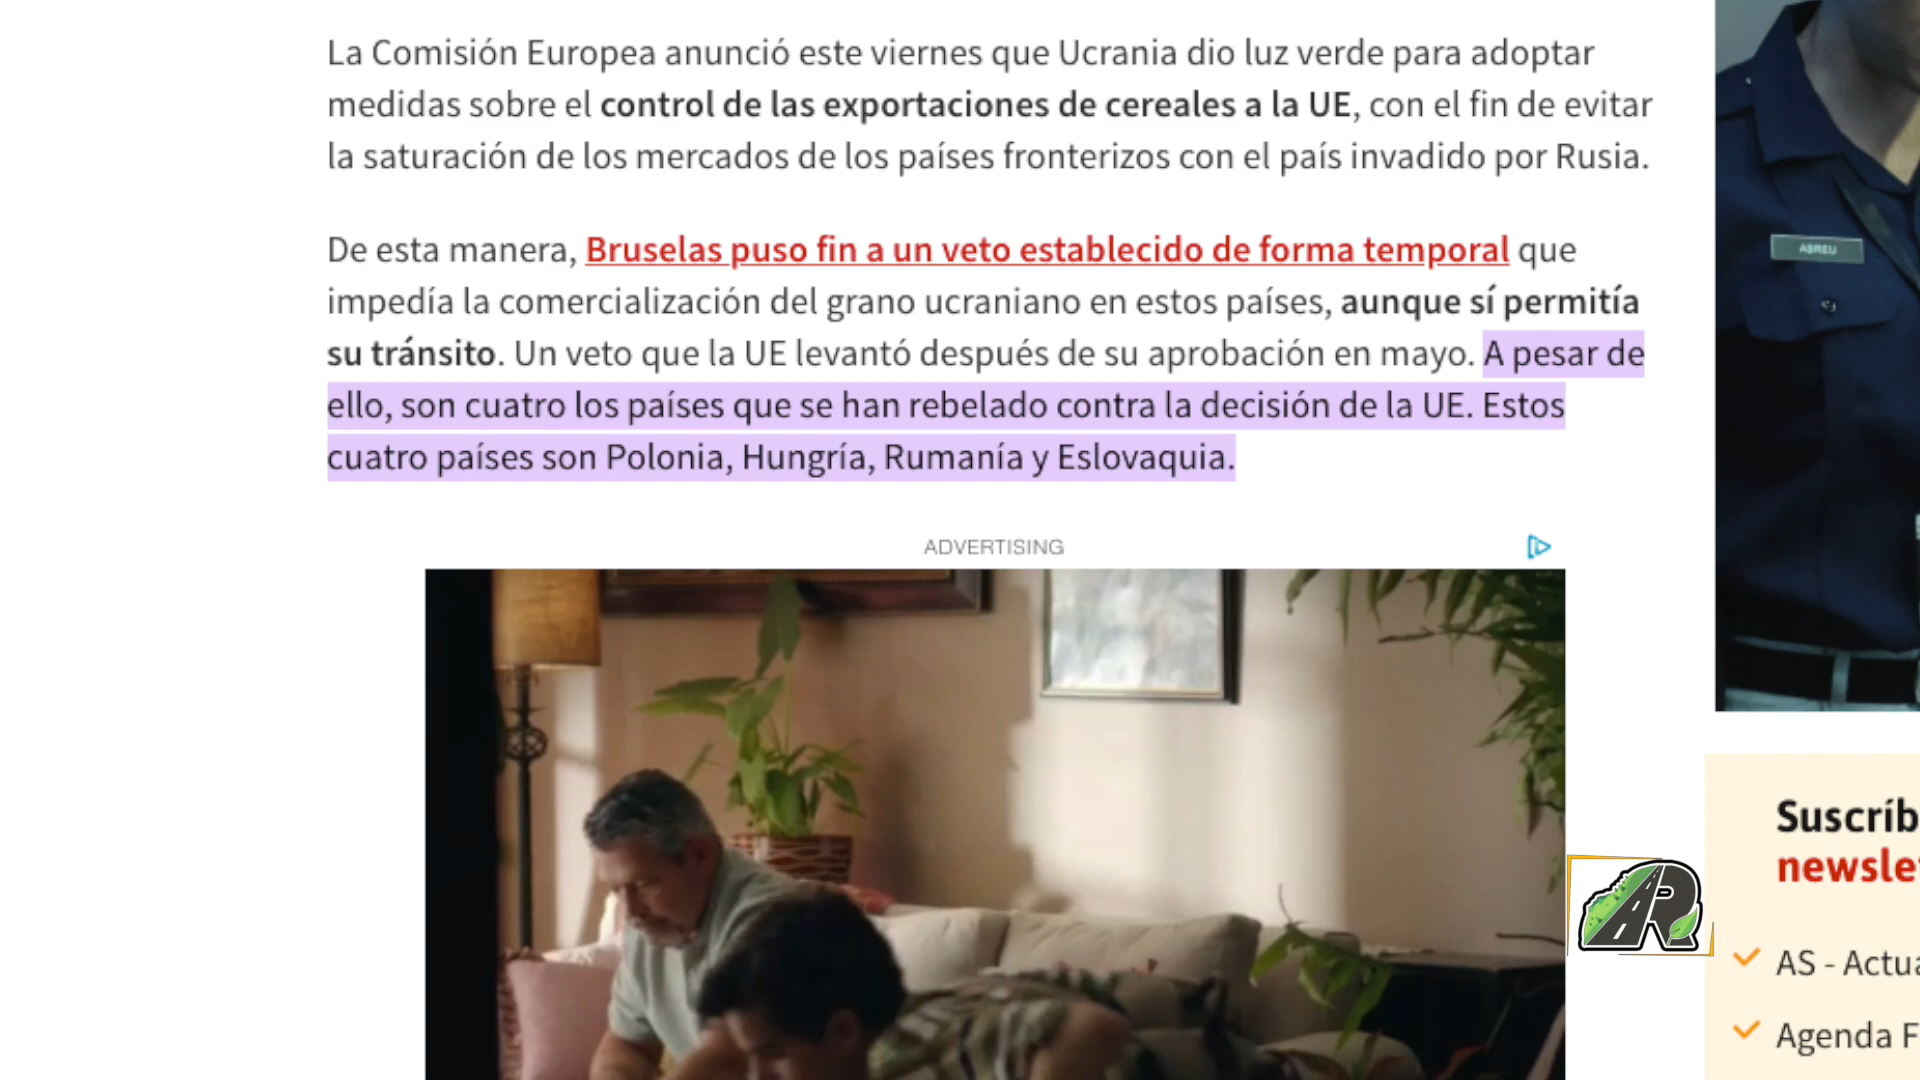 La Comisión Europea anunció este viernes que Ucrania dio luz verde para adoptar
medidas sobre el control de las exportaciones de cereales a la UE, con el fin de evitar
la saturación de los mercados de los países fronterizos con el país invadido por Rusia.
De esta manera, Bruselas puso fin a un veto establecido de forma temporal que
impedía la comercialización del grano ucraniano en estos países, aunque sí permitía
su tránsito. Un veto que la UE levantó después de su aprobación en mayo. A pesar de
ello, son cuatro los países que se han rebelado contra la decisión de la UE. Estos
cuatro países son Polonia, Hungría, Rumanía y Eslovaquia.
ADVERTISING
ABREU
AR
Suscríb
newsle
AS - Actua
Agenda F